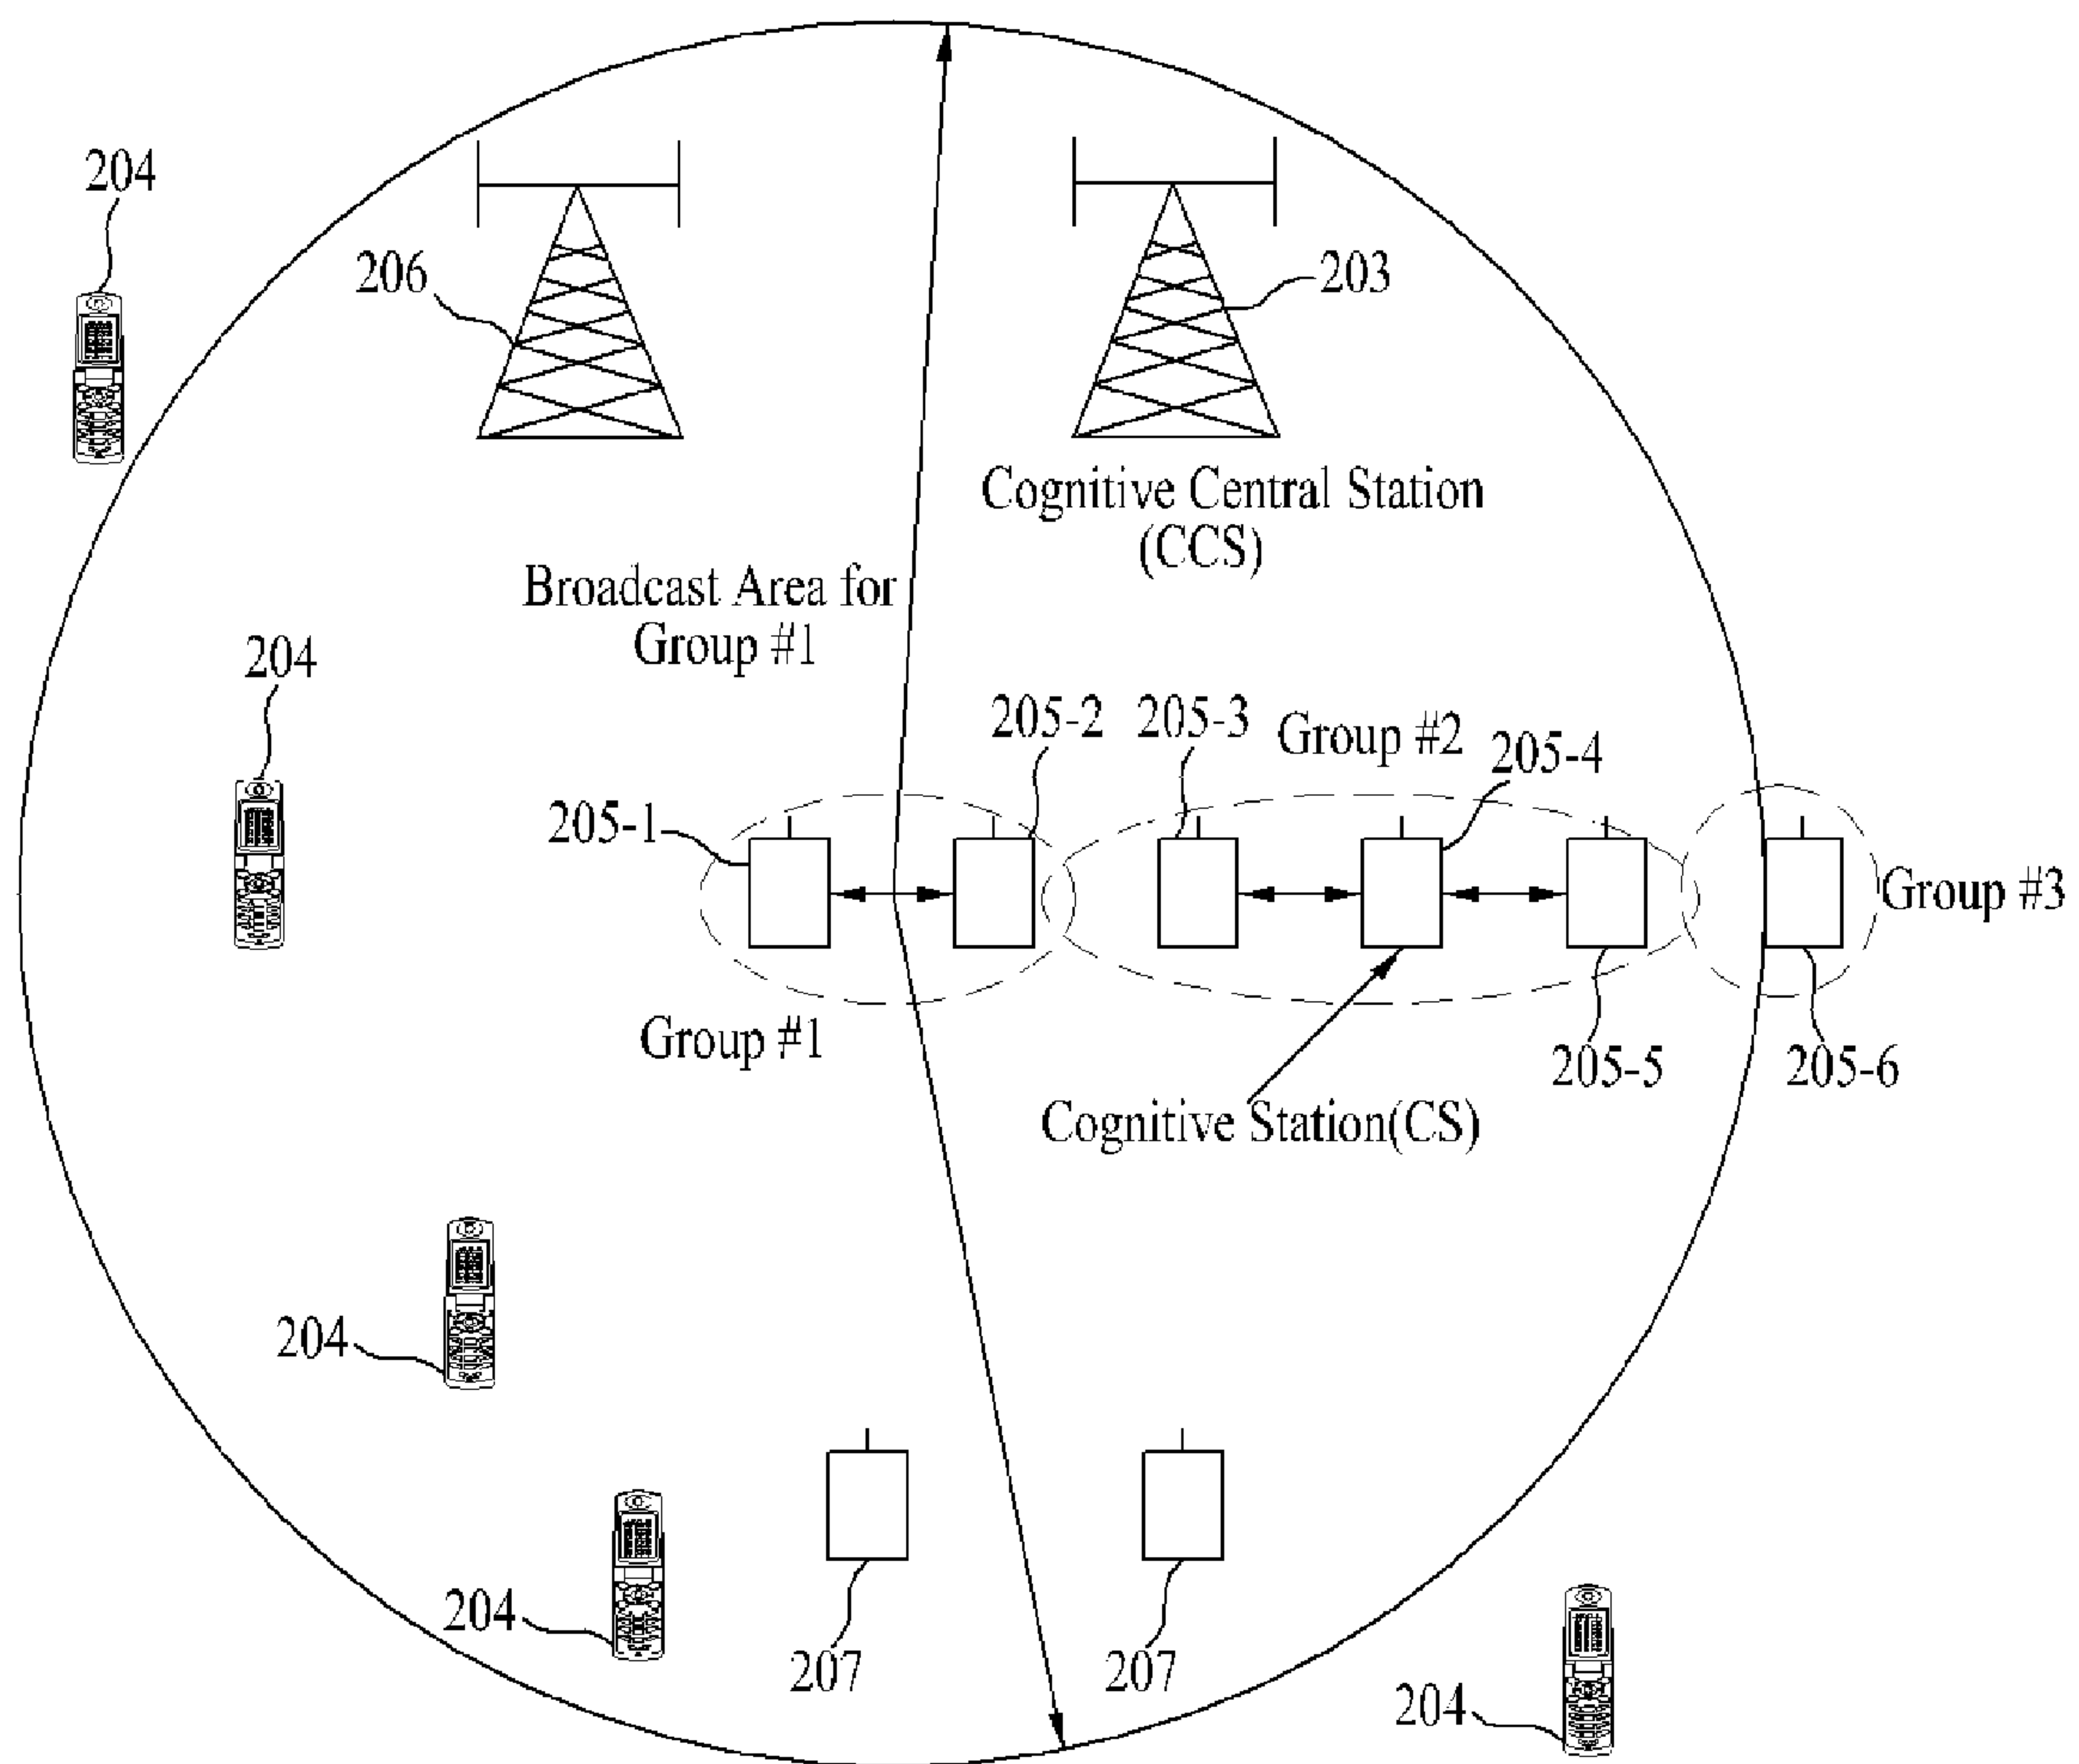 204
206
203
Cognitive Central Station
(CCS)
Broadcast Area for
Group #1
204
205-2
205-3
Group #2
205-4
205-1
Group #3
Group #1
205-5
205-6
Cognitive Station(CS)
204
204
207
207
204